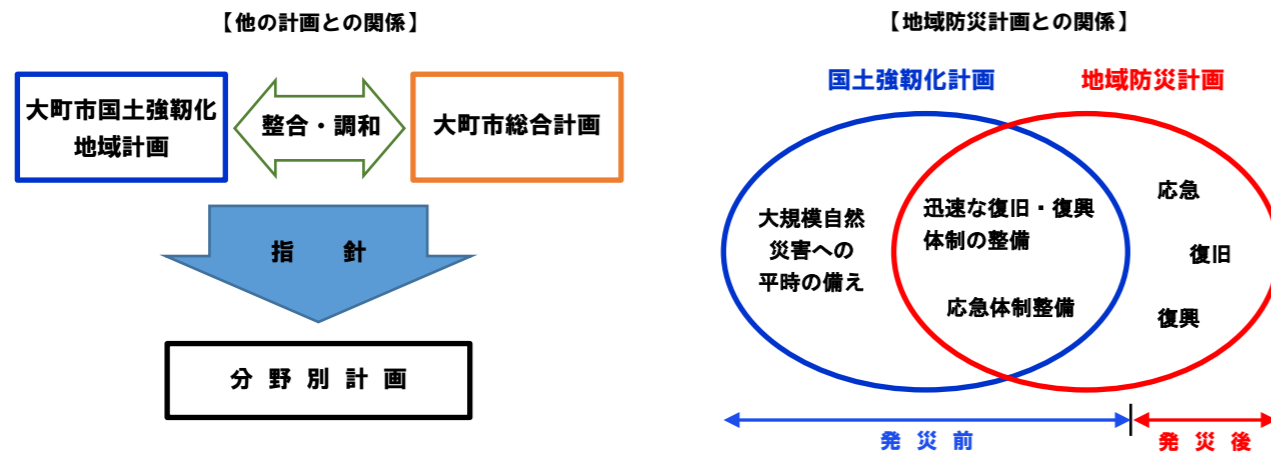 【他の計画との関係】
大町市国土強靭化
地域計画
整合・調和
大町市総合計画
指　針
分 野 別 計 画
【地域防災計画との関係】
国土強靭化計画
地域防災計画
大規模自然
災害への
平時の備え
迅速な復旧・復興
体制の整備
応急体制整備
応急
復旧
復興
発 災 前
発 災 後